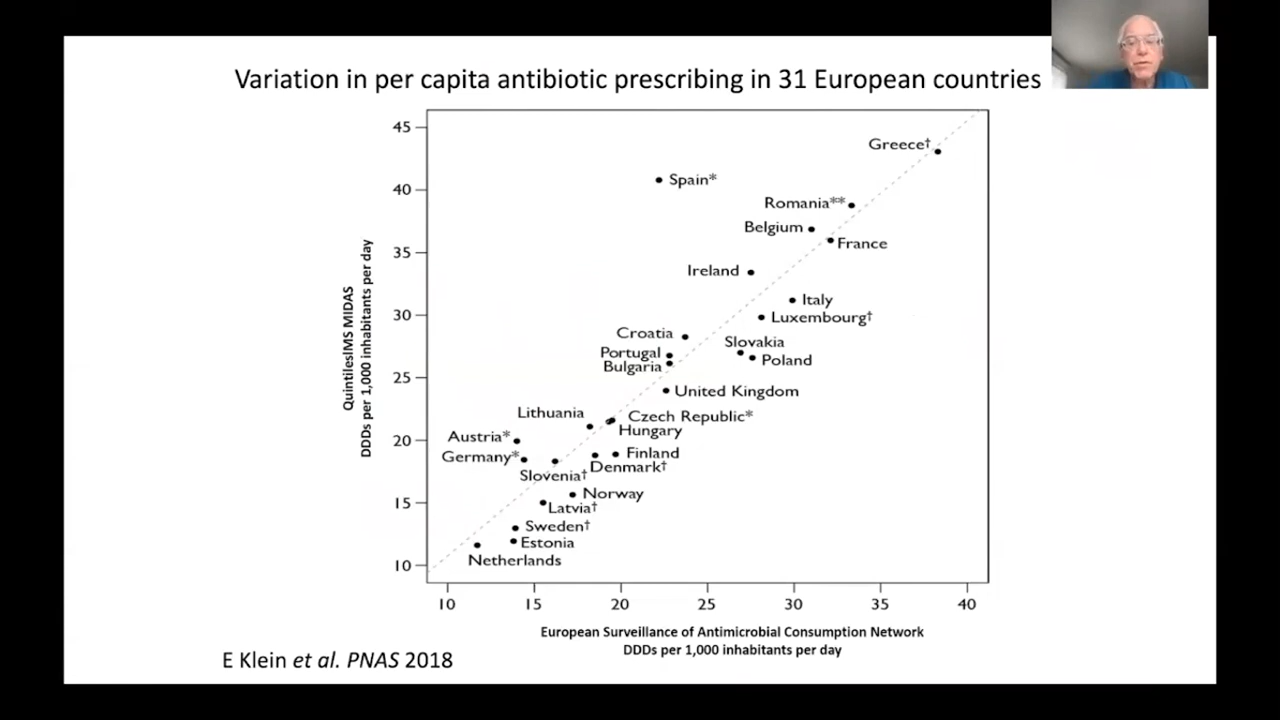 Variation in per capita antibiotic prescribing in 31 European countries
QuintilesIMS MIDAS
DDDs per 1,000 inhabitants per day
45
40
35
30
25
20
15
10
Greece†
Spain*
Romania**
Belgium
France
Ireland
Italy
Luxembourg†
Croatia
Slovakia
Portugal
Poland
Bulgaria
United Kingdom
Lithuania
Czech Republic*
Hungary
Austria*
Germany*
Finland
Denmark†
Slovenia†
Norway
Latvia†
Sweden†
Estonia
Netherlands
10 15 20 25 30 35 40
European Surveillance of Antimicrobial Consumption Network
DDDs per 1,000 inhabitants per day
E Klein et al. PNAS 2018